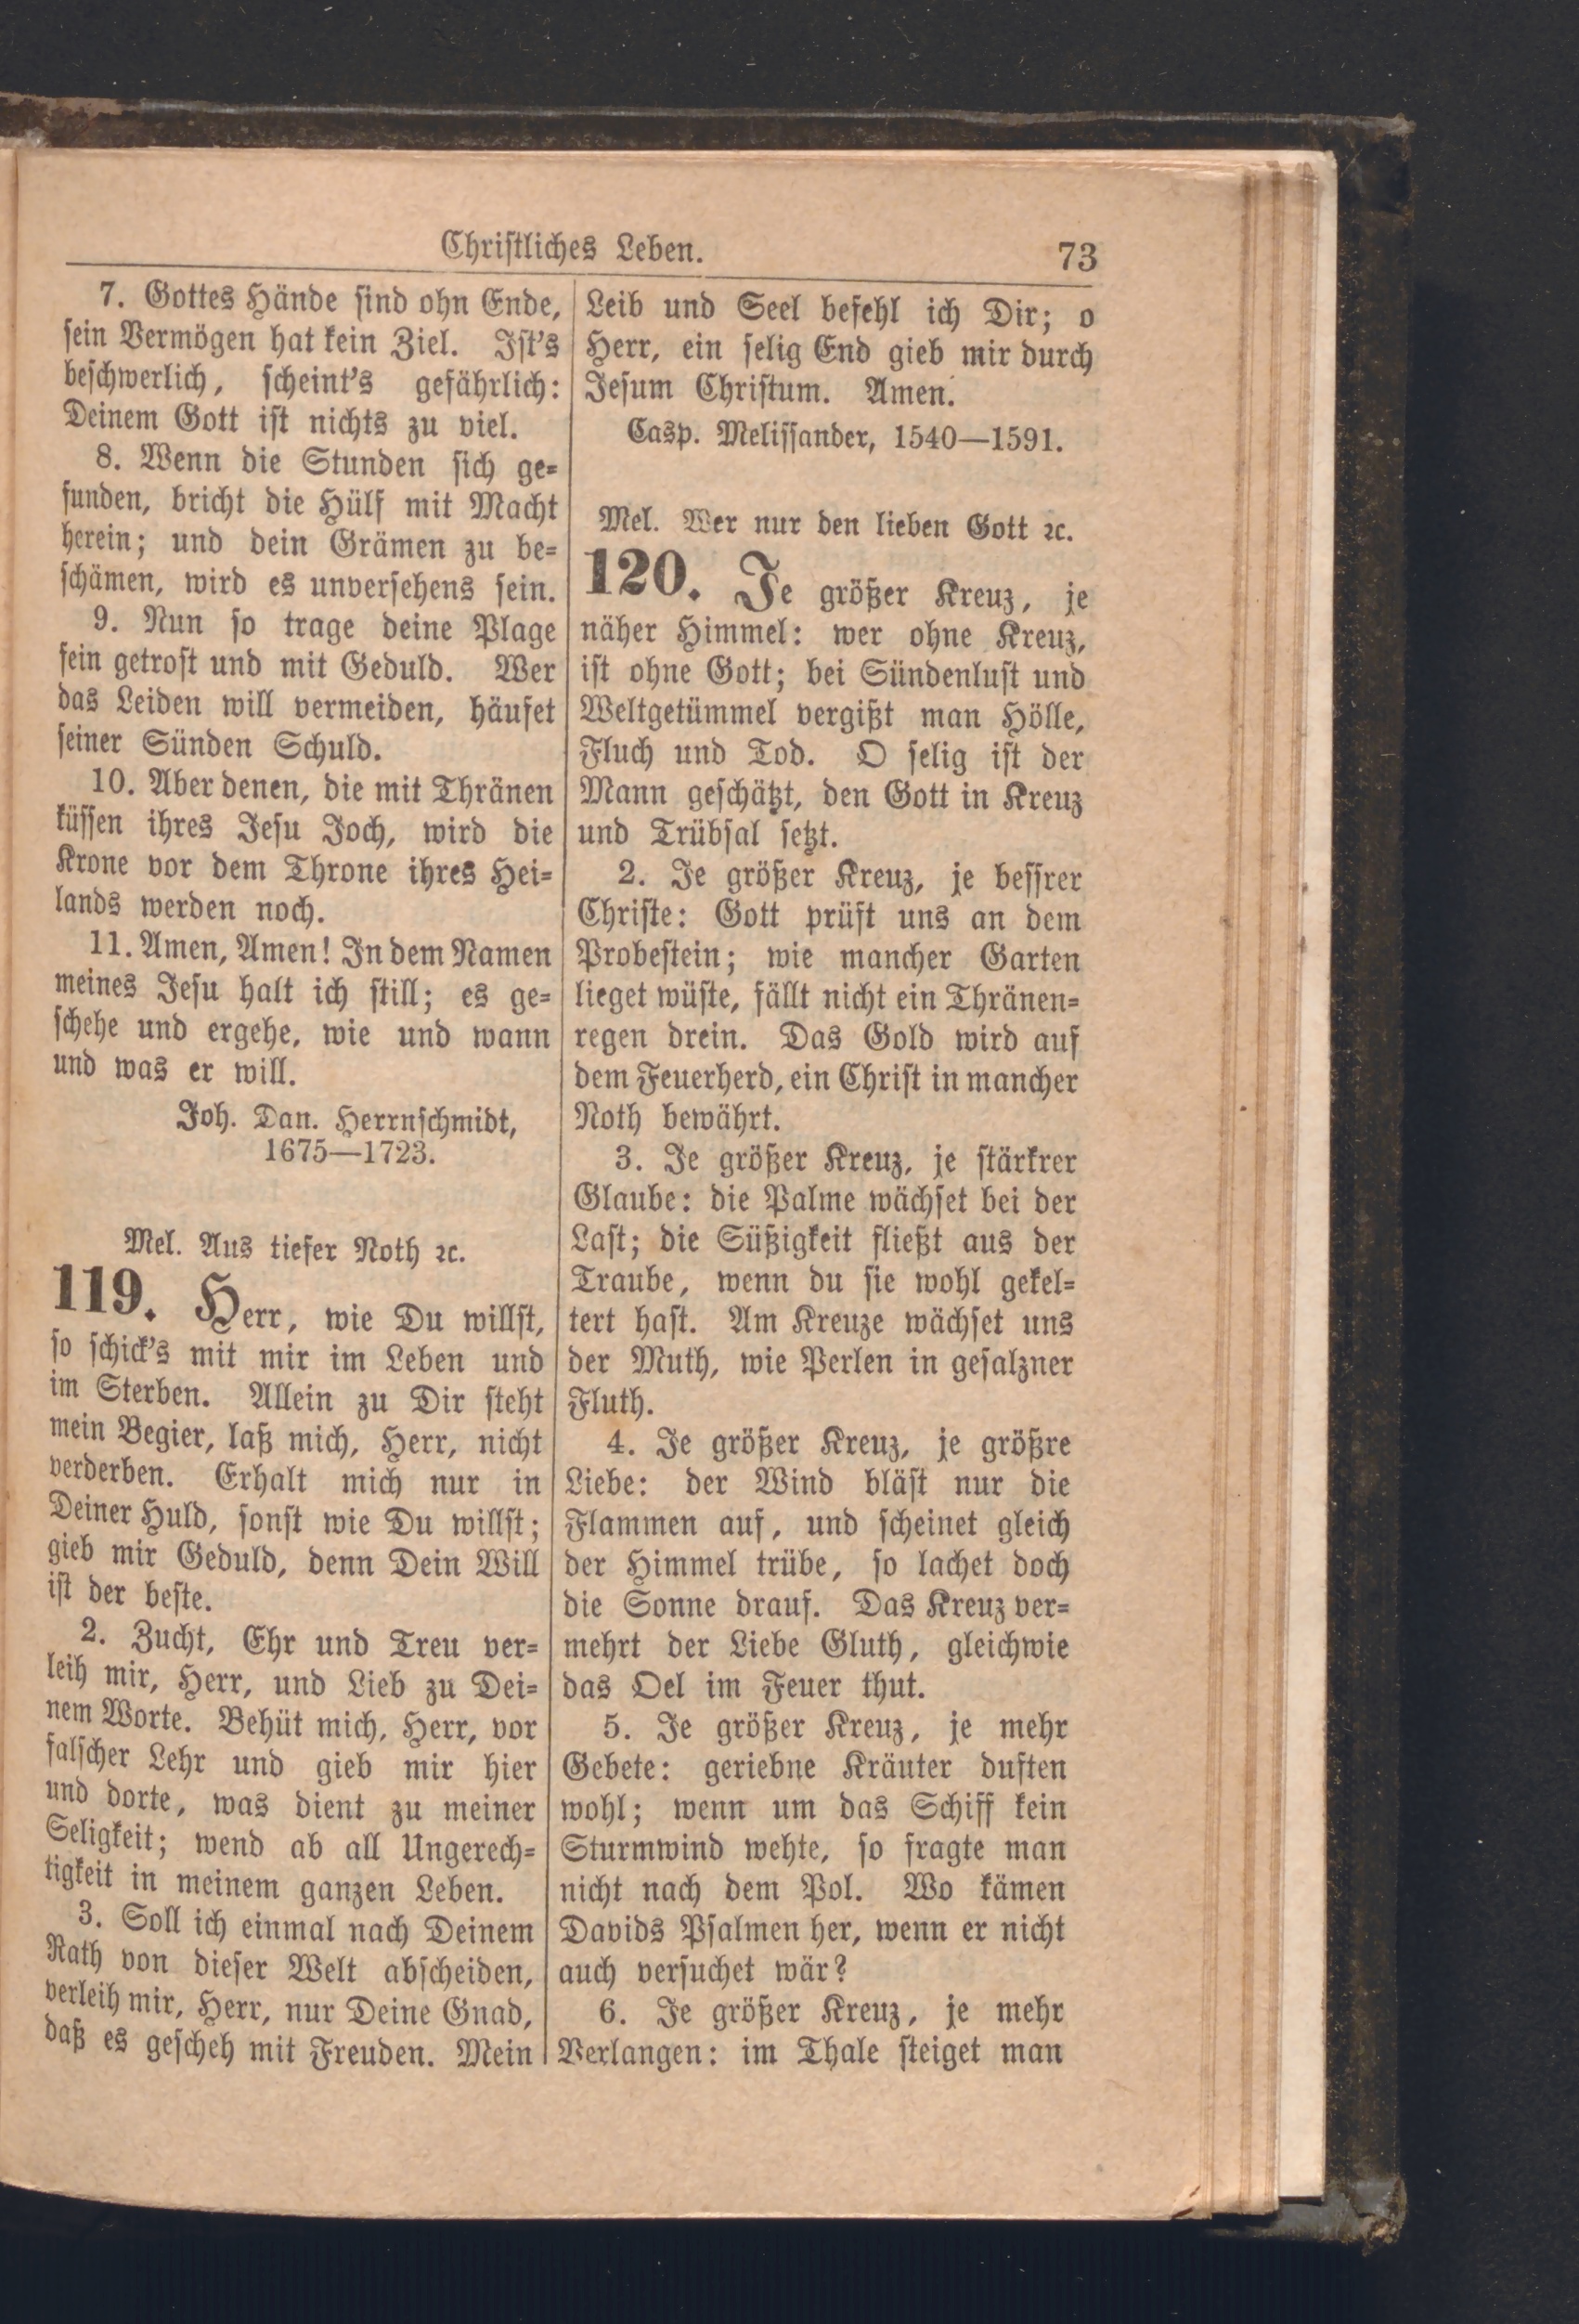 Christliches Leben.
73
7. Gottes Hände sind ohn Ende,
sein Vermögen hat kein Ziel. Ist's
beschwerlich, scheint's gefährlich:
Deinem Gott ist nichts zu viel.
8. Wenn die Stunden sich ge-
funden, bricht die Hülf mit Macht
herein; und dein Grämen zu be-
schämen, wird es unversehens sein.
9. Nun so trage deine Plage
fein getrost und mit Geduld. Wer
das Leiden will vermeiden, häufet
seiner Sünden Schuld.
10. Aber denen, die mit Thränen
küssen ihres Jesu Joch, wird die
Krone vor dem Throne ihres Hei-
lands werden noch.
11. Amen, Amen! In dem Namen
meines Jesu halt ich still; es ge-
schehe und ergehe, wie und wann
und was er will.
Joh. Dan. Herrnschmidt,
1675—1723.
Mel. Aus tiefer Noth ꝛc.
119. Herr, wie Du willst,
so schick's mit mir im Leben und
im Sterben. Allein zu Dir steht
mein Begier, laß mich, Herr, nicht
verderben. Erhalt mich nur in
Deiner Huld, sonst wie Du willst;
gieb mir Geduld, denn Dein Will
ist der beste.
2. Zucht, Ehr und Treu ver-
leih mir, Herr, und Lieb zu Dei-
nem Worte. Behüt mich, Herr, vor
falscher Lehr und gieb mir hier
und dorte, was dient zu meiner
Seligkeit; wend ab all Ungerech-
tigkeit in meinem ganzen Leben.
3. Soll ich einmal nach Deinem
Rath von dieser Welt abscheiden,
verleih mir, Herr, nur Deine Gnad,
daß es gescheh mit Freuden. Mein
Leib und Seel befehl ich Dir; o
Herr, ein selig End gieb mir durch
Jesum Christum. Amen.
Casp. Melissander, 1540—1591.
Mel. Wer nur den lieben Gott ꝛc.
120. Je größer Kreuz, je
näher Himmel: wer ohne Kreuz,
ist ohne Gott; bei Sündenlust und
Weltgetümmel vergißt man Hölle,
Fluch und Tod. O selig ist der
Mann geschätzt, den Gott in Kreuz
und Trübsal setzt.
2. Je größer Kreuz, je bessrer
Christe: Gott prüft uns an dem
Probestein; wie mancher Garten
lieget wüste, fällt nicht ein Thränen-
regen drein. Das Gold wird auf
dem Feuerherd, ein Christ in mancher
Noth bewährt.
3. Je größer Kreuz, je stärkrer
Glaube: die Palme wächset bei der
Last; die Süßigkeit fließt aus der
Traube, wenn du sie wohl gekel-
tert hast. Am Kreuze wächset uns
der Muth, wie Perlen in gesalzner
Fluth.
4. Je größer Kreuz, je größre
Liebe: der Wind bläst nur die
Flammen auf, und scheinet gleich
der Himmel trübe, so lachet doch
die Sonne drauf. Das Kreuz ver-
mehrt der Liebe Gluth, gleichwie
das Oel im Feuer thut.
5. Je größer Kreuz, je mehr
Gebete: geriebne Kräuter duften
wohl; wenn um das Schiff kein
Sturmwind wehte, so fragte man
nicht nach dem Pol. Wo kämen
Davids Psalmen her, wenn er nicht
auch versuchet wär?
6. Je größer Kreuz, je mehr
Verlangen: im Thale steiget man